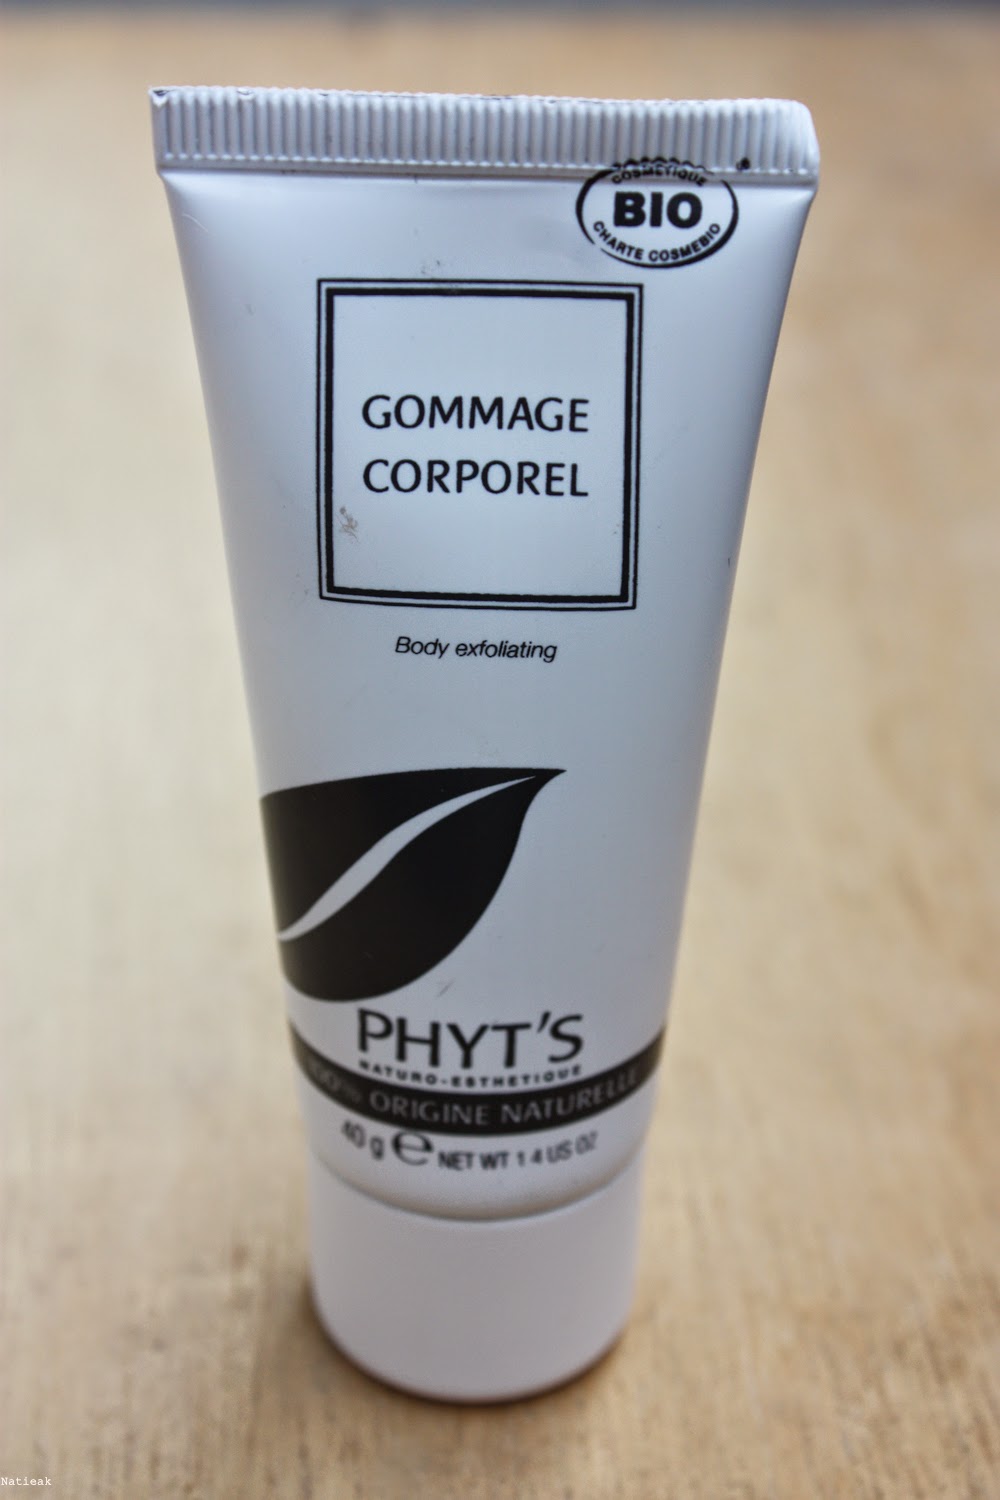 COSMETIQUE
BIO
CHARTE COSMEBIO
GOMMAGE
CORPOREL
Body exfoliating
PHYT'S
NATURO-ESTHETIQUE
100% ORIGINE NATURELLE
40 g e NET WT 1 4 US OZ
Natieak